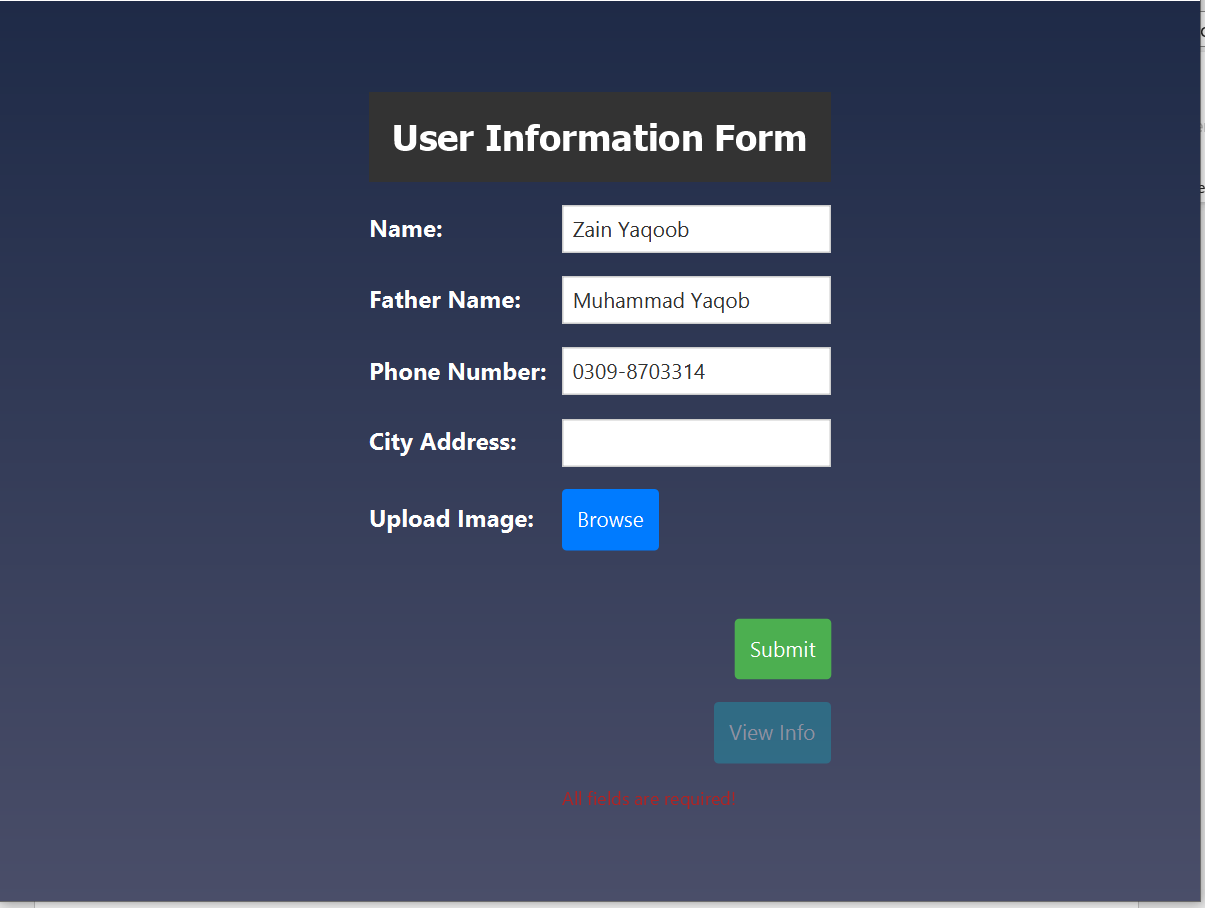 User Information Form
Name: Zain Yaqoob
Father Name: Muhammad Yaqob
Phone Number: 0309-8703314
City Address:
Upload Image: Browse
Submit
View Info
All fields are required.